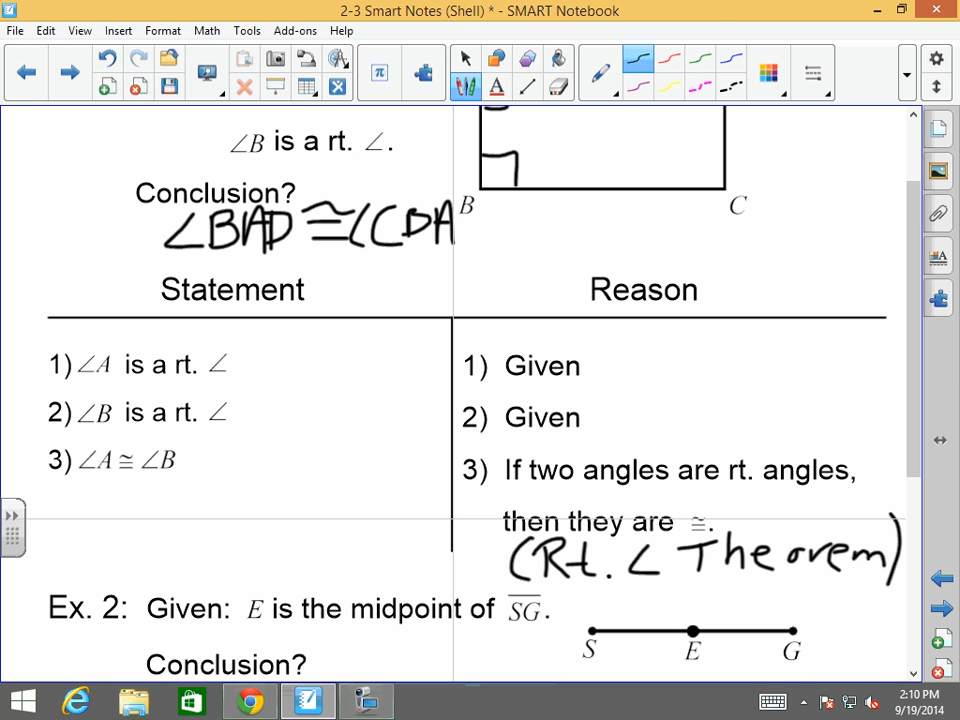 2-3 Smart Notes (Shell) * - SMART Notebook
File Edit View Insert Format Math Tools Add-ons Help
∠B is a rt. ∠.
Conclusion?
B
C
∠BAD ≅ ∠CBA
Statement
Reason
1) ∠A is a rt. ∠
1) Given
2) ∠B is a rt. ∠
2) Given
3) ∠A ≅ ∠B
3) If two angles are rt. angles,
then they are ≅.
(Rt. ∠ Theorem)
Ex. 2: Given: E is the midpoint of SG.
S E G
Conclusion?
2:10 PM
9/19/2014